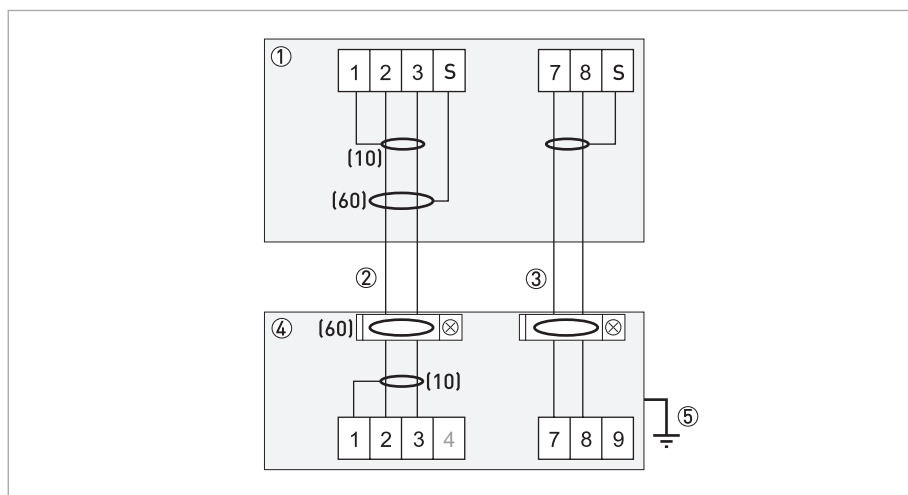 ①
1 2 3 S
7 8 S
(10)
(60)
②
③
④
(60)
(10)
⑤
1 2 3 4
7 8 9